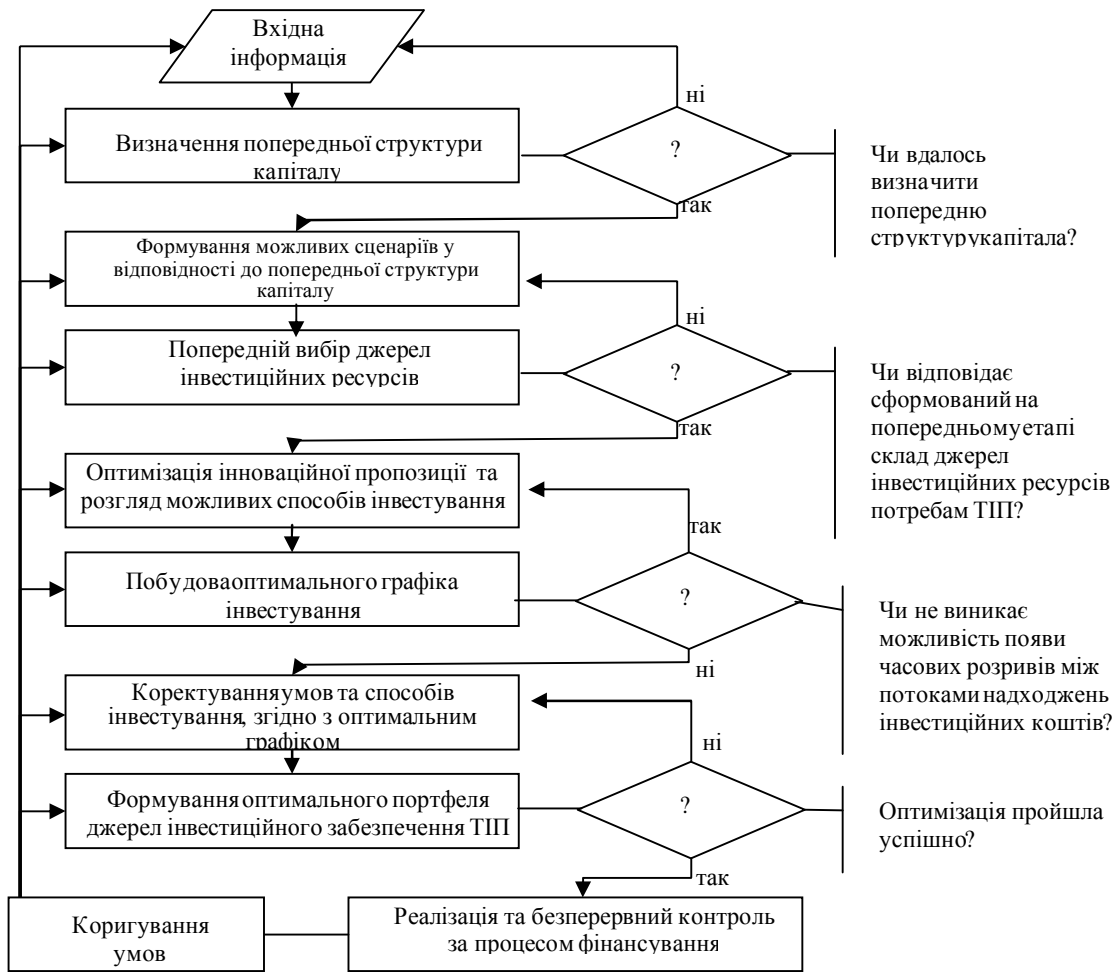 Вхідна
інформація
ні
Визначення попередньої структури
капіталу
?
Чи вдалось
визначити
попередню
структурукапітала?
так
Формування можливих сценаріїв у
відповідності до попередньої структури
капіталу
ні
Попередній вибір джерел
інвестиційних ресурсів
?
Чи відповідає
сформований на
попередньомуетапі
склад джерел
інвестиційних ресурсів
потребам ТІП?
так
Оптимізація інноваційної пропозиції та
розгляд можливих способів інвестування
так
Побудоваоптимального графіка
інвестування
?
Чи не виникає
можливість появи
часових розривів між
потоками надходжень
інвестиційних коштів?
ні
Коректуванняумов та способів
інвестування, згідно з оптимальним
графіком
ні
Формування оптимального портфеля
джерел інвестиційного забезпечення ТІП
?
Оптимізація пройшла
успішно?
так
Коригування
умов
Реалізація та безперервний контроль
за процесом фінансування